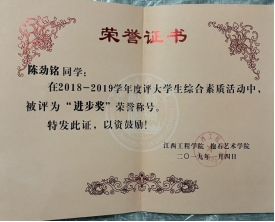 荣誉证书
陈劲铭同学：
在2018-2019学年度评大学生综合素质活动中，
被评为“进步奖”荣誉称号。
特发此证，以资鼓励！
江西工程学院 抱石艺术学院
二〇一九年一月四日